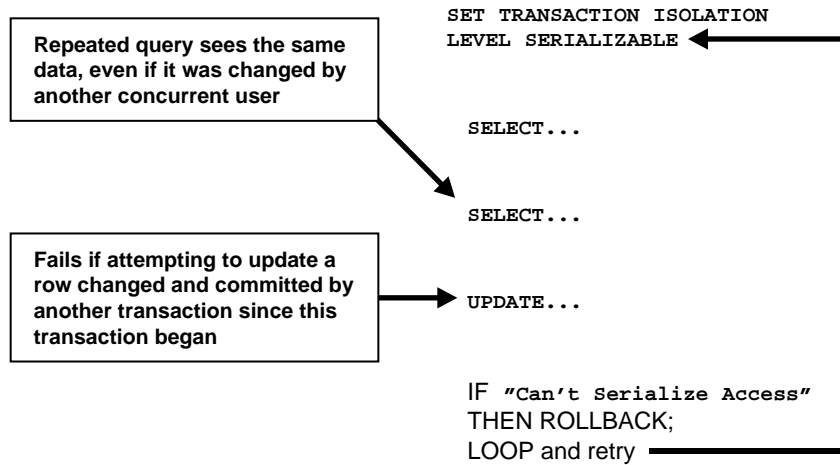 SET TRANSACTION ISOLATION
LEVEL SERIALIZABLE
Repeated query sees the same
data, even if it was changed by
another concurrent user
SELECT...
SELECT...
Fails if attempting to update a
row changed and committed by
another transaction since this
transaction began
UPDATE...
IF "Can't Serialize Access"
THEN ROLLBACK;
LOOP and retry